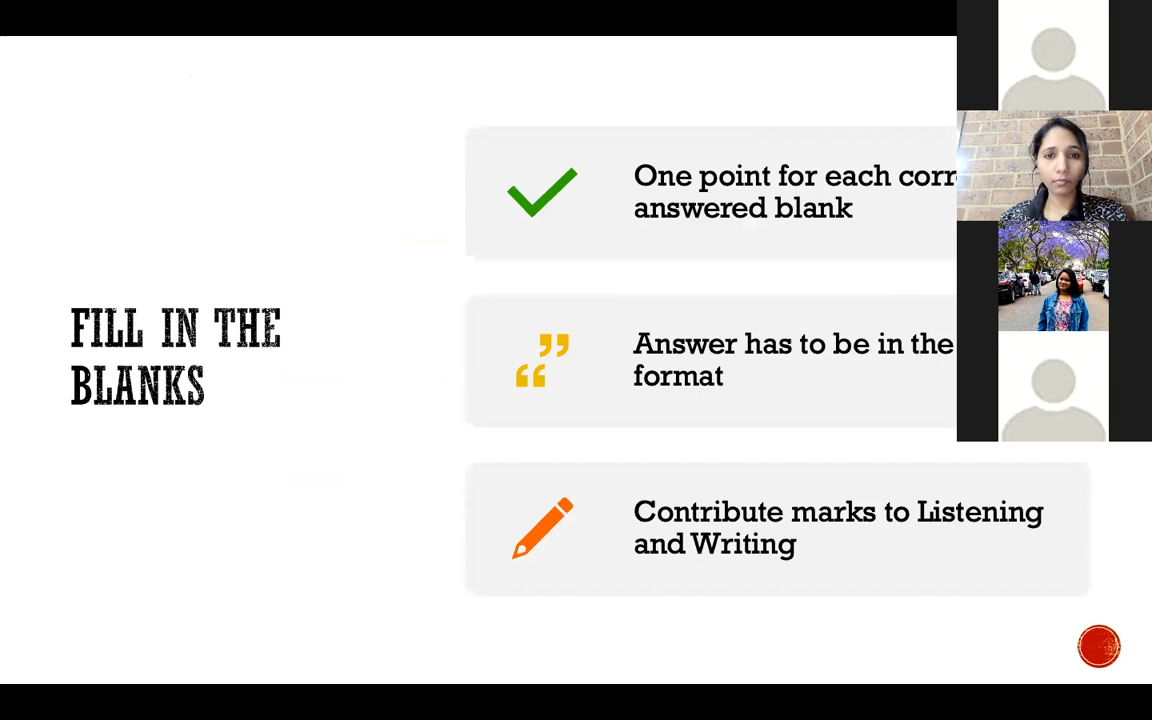 FILL IN THE
BLANKS
One point for each
answered blank
Answer has to be in the
format
Contribute marks to Listening
and Writing